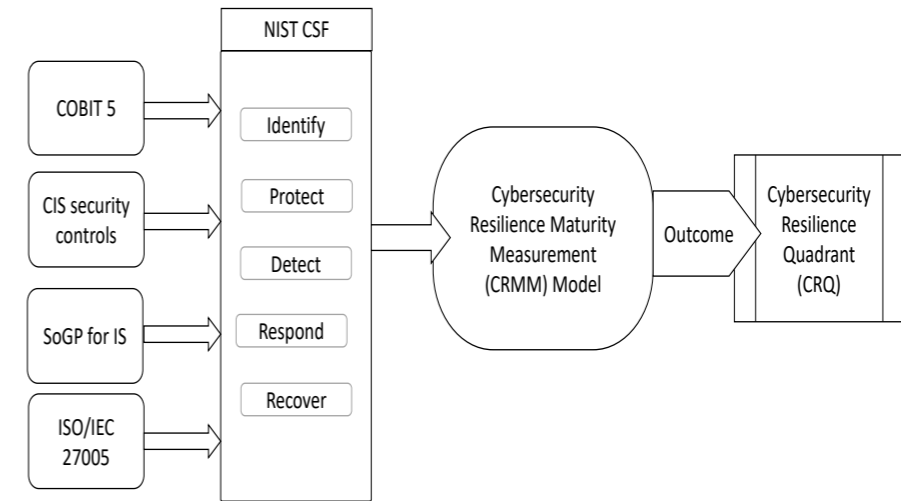 NIST CSF
COBIT 5
CIS security
controls
SoGP for IS
ISO/IEC
27005
Identify
Protect
Detect
Respond
Recover
Cybersecurity
Resilience Maturity
Measurement
(CRMM) Model
Outcome
Cybersecurity
Resilience
Quadrant
(CRQ)